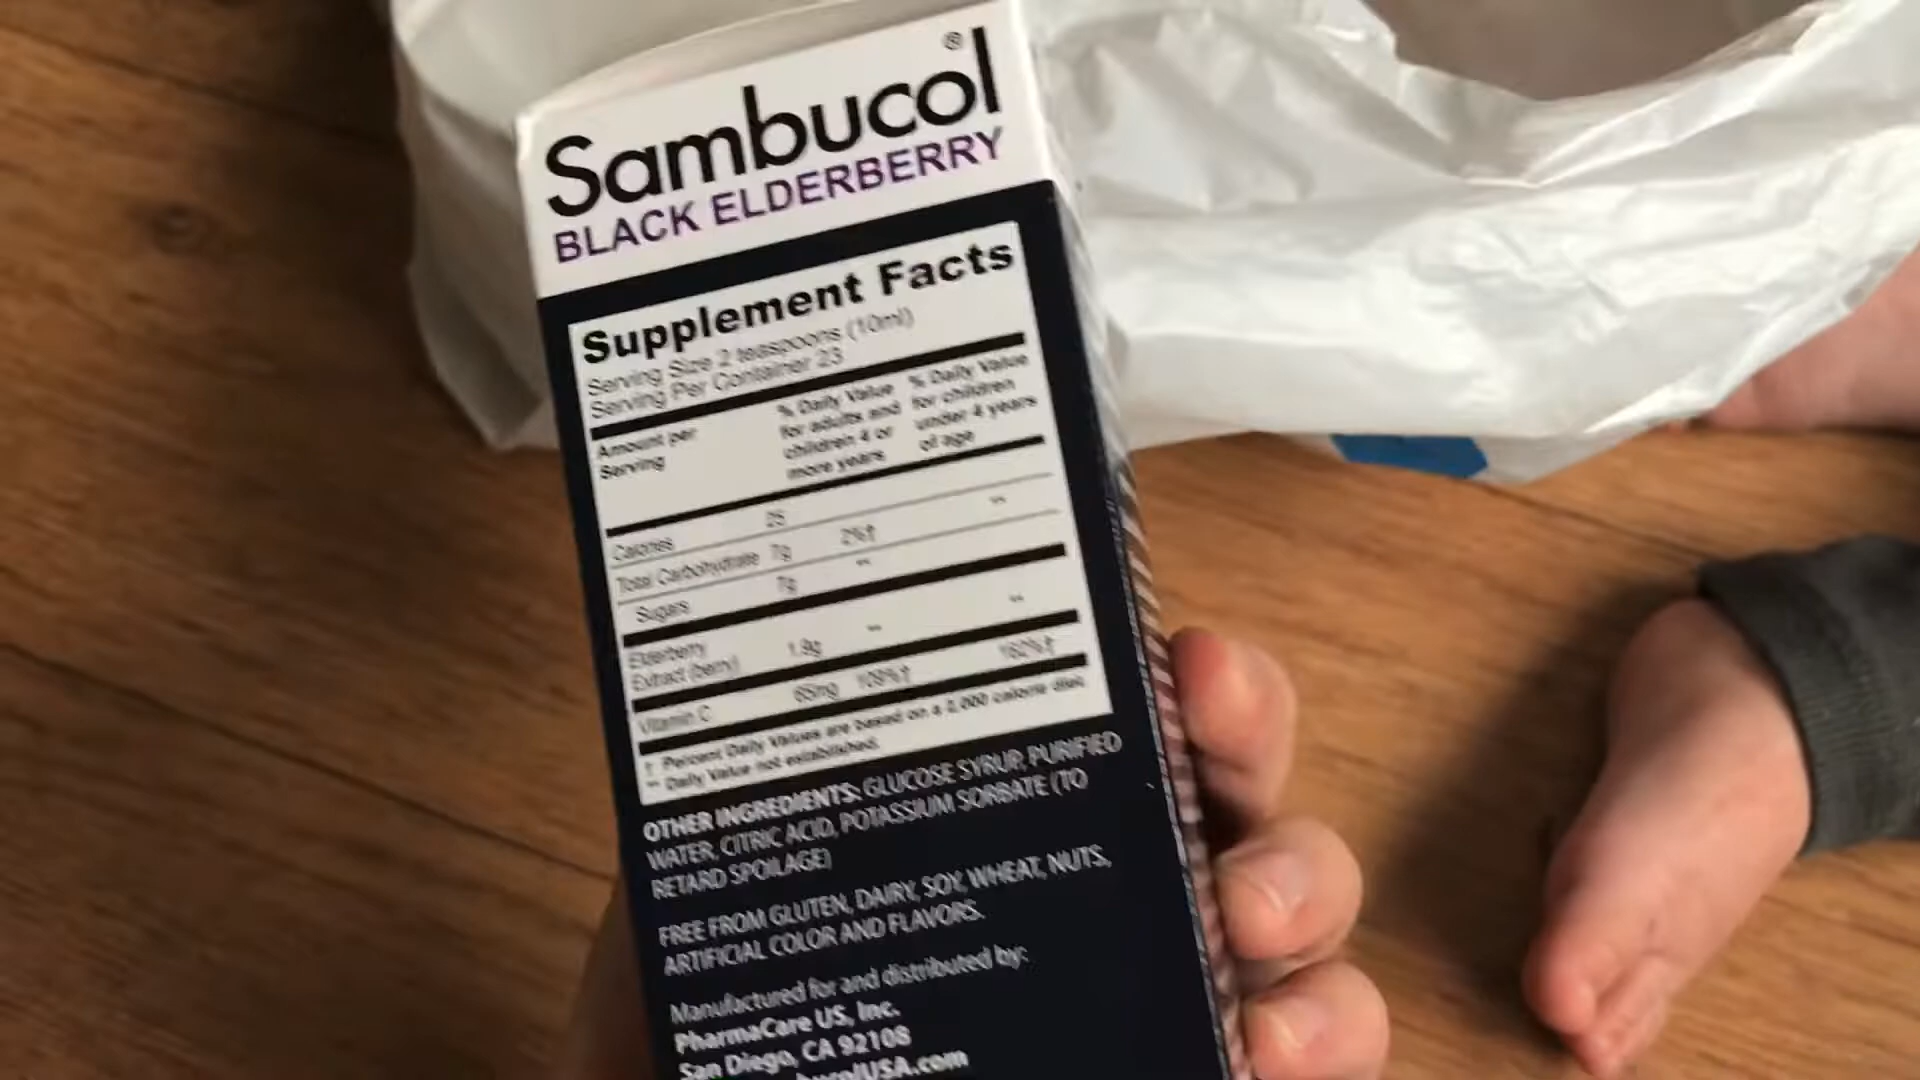 Sambucol®
BLACK ELDERBERRY
Supplement Facts
Serving Size 2 teaspoons (10ml)
Serving Per Container 23
Amount per
Serving
% Daily Value
for adults and
children 4 or
more years
% Daily Value
for children
under 4 years
of age
Calories 25
Total Carbohydrate 7g 2%† **
Sugars 7g **
Elderberry
Extract (berry) 1.9g ** **
Vitamin C 65mg 109%† 162%†
† Percent Daily Values are based on a 2,000 calorie diet.
** Daily Value not established.
OTHER INGREDIENTS: GLUCOSE SYRUP, PURIFIED
WATER, CITRIC ACID, POTASSIUM SORBATE (TO
RETARD SPOILAGE)
FREE FROM GLUTEN, DAIRY, SOY, WHEAT, NUTS,
ARTIFICIAL COLOR AND FLAVORS.
Manufactured for and distributed by:
PharmaCare US, Inc.
San Diego, CA 92108